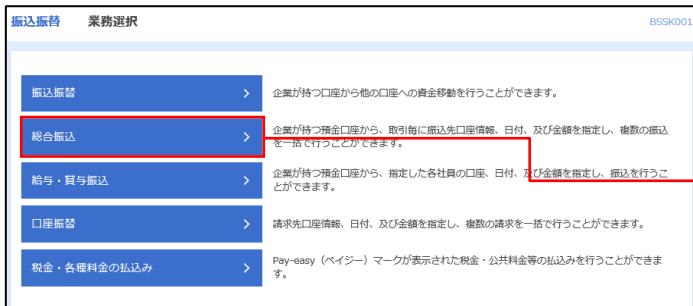 振込振替 業務選択 BSSK001
振込振替
企業が持つ口座から他の口座への資金移動を行うことができます。
総合振込
企業が持つ預金口座から、取引毎に振込先口座情報、日付、及び金額を指定し、複数の振込
を一括で行うことができます。
給与・賞与振込
企業が持つ預金口座から、指定した各社員の口座、日付、及び金額を指定し、振込を行うこ
とができます。
口座振替
請求先口座情報、日付、及び金額を指定し、複数の請求を一括で行うことができます。
税金・各種料金の払込み
Pay-easy（ペイジー）マークが表示された税金・公共料金等の払込みを行うことができま
す。